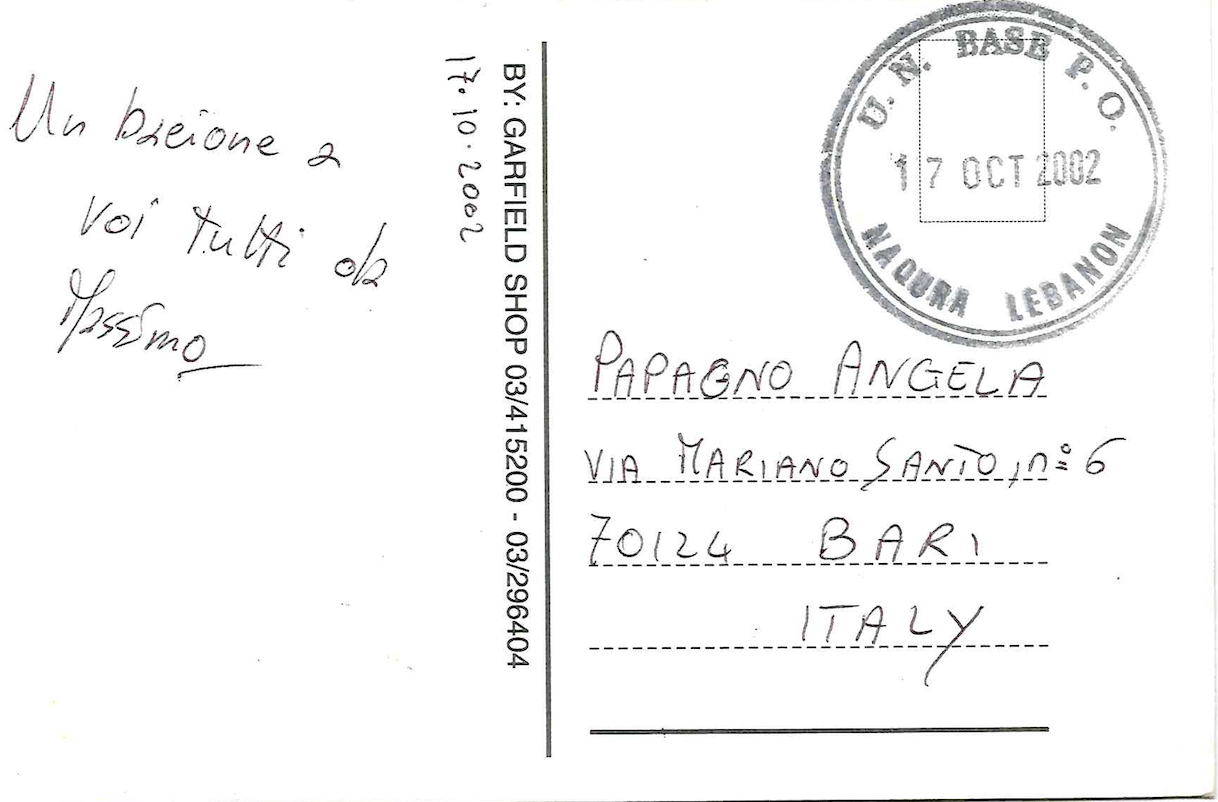 Un bacione a
voi tutti da
Massimo
17.10.2002
BY: GARFIELD SHOP 03/415200 - 03/296404
U.N. BASE P.O.
17 OCT 2002
NAQURA LEBANON
PAPAGNO ANGELA
VIA MARIANO SANTO, n° 6
70124 BARI
ITALY